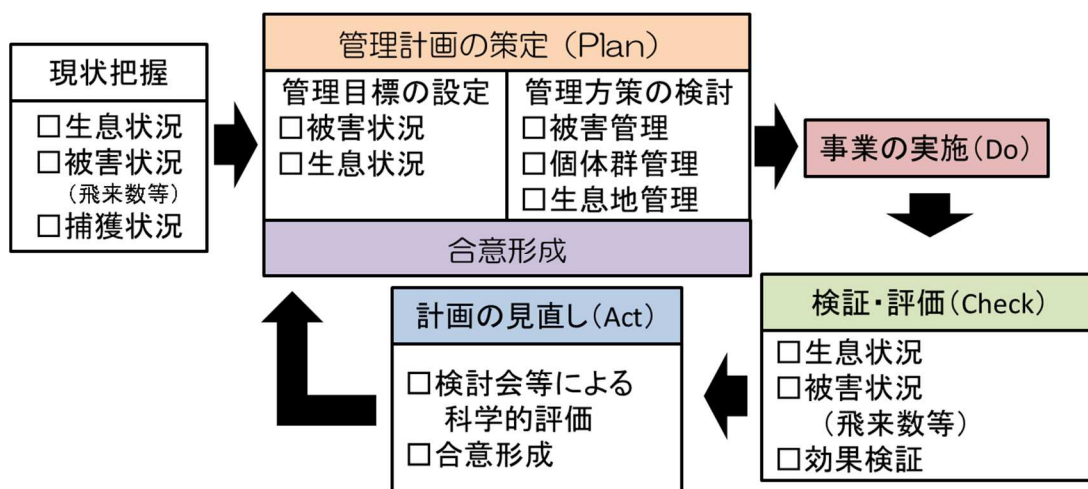 現状把握
□生息状況
□被害状況
(飛来数等)
□捕獲状況
管理計画の策定(Plan)
管理目標の設定
□被害状況
□生息状況
管理方策の検討
□被害管理
□個体群管理
□生息地管理
合意形成
事業の実施(Do)
検証・評価(Check)
□生息状況
□被害状況
(飛来数等)
□効果検証
計画の見直し(Act)
□検討会等による
科学的評価
□合意形成